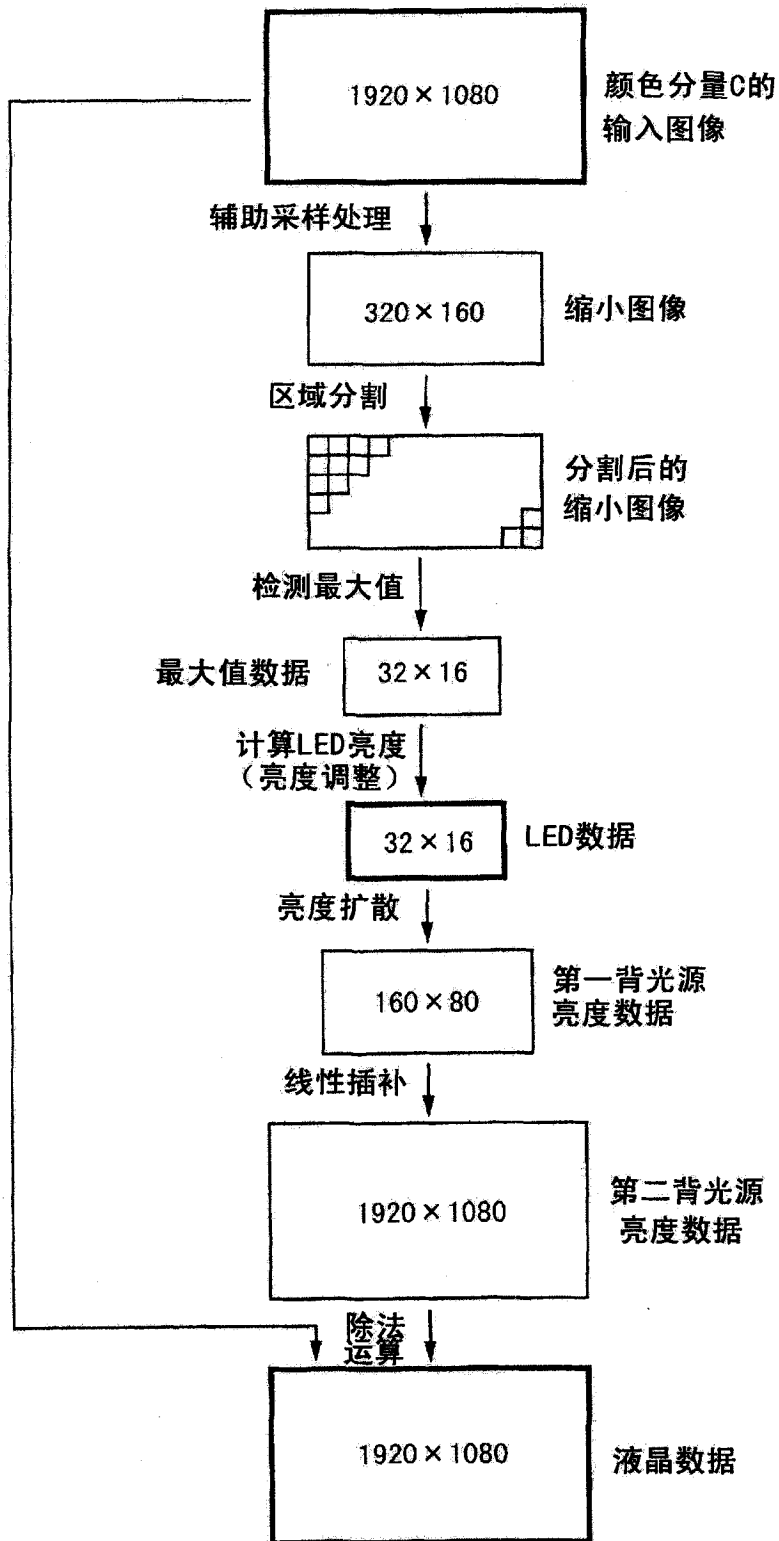 1920×1080
颜色分量C的
输入图像
辅助采样处理
320×160
缩小图像
区域分割
分割后的
缩小图像
检测最大值
最大值数据
32×16
计算LED亮度
（亮度调整）
32×16
LED数据
亮度扩散
160×80
第一背光源
亮度数据
线性插补
1920×1080
第二背光源
亮度数据
除法
运算
1920×1080
液晶数据